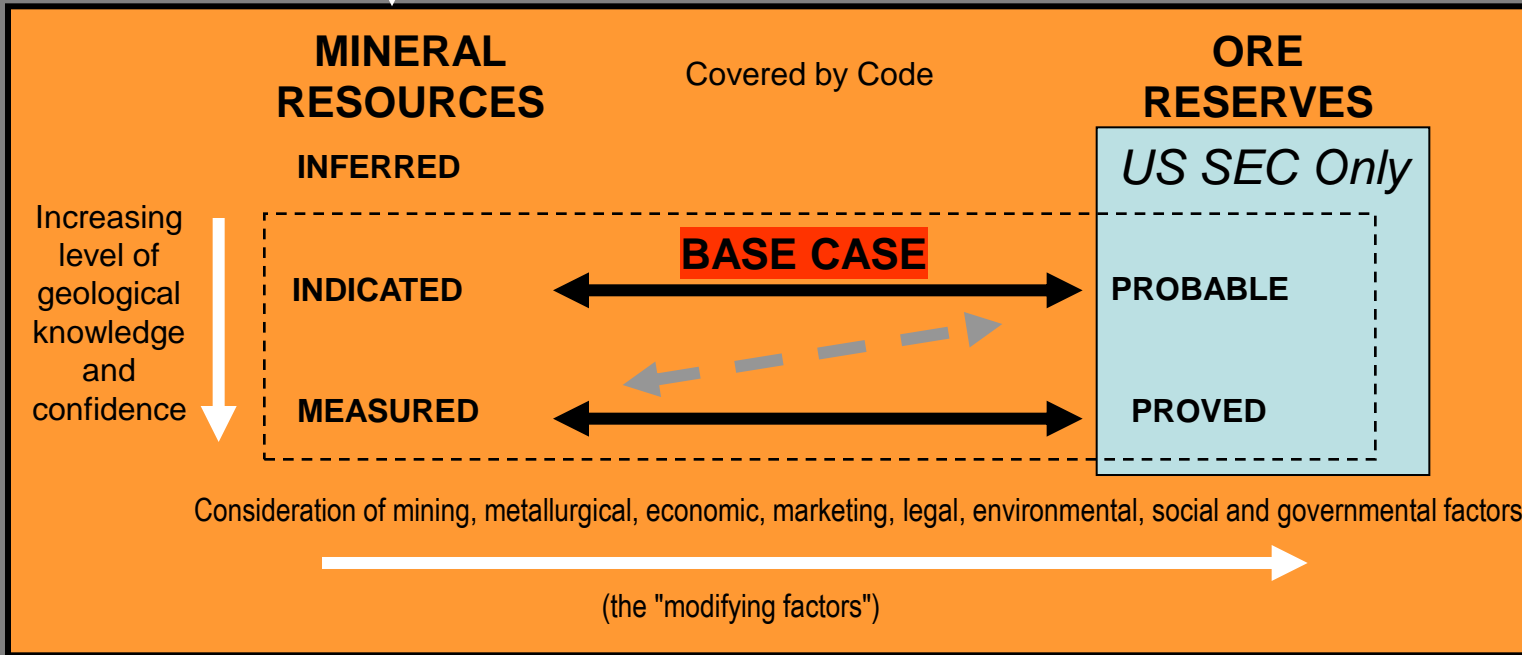 MINERAL
RESOURCES
Covered by Code
ORE
RESERVES
INFERRED
US SEC Only
Increasing
level of
geological
knowledge
and
confidence
BASE CASE
INDICATED
PROBABLE
MEASURED
PROVED
Consideration of mining, metallurgical, economic, marketing, legal, environmental, social and governmental factors
(the "modifying factors")